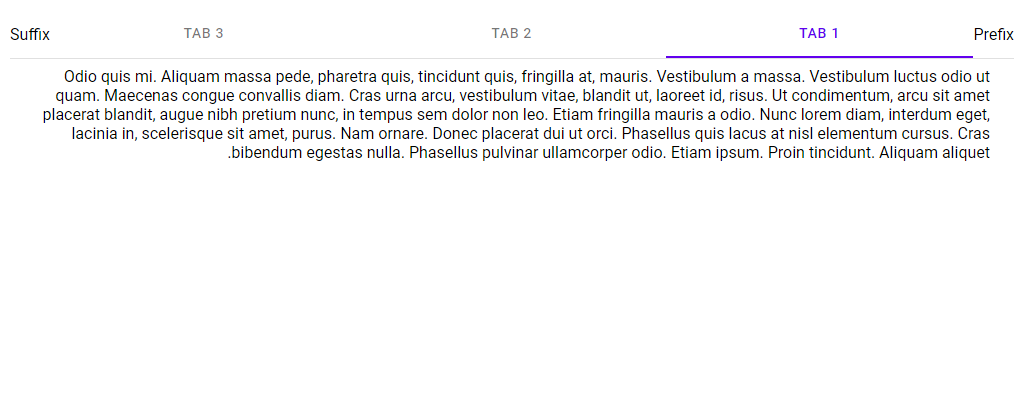 Prefix
TAB 1
TAB 2
TAB 3
Suffix
Odio quis mi. Aliquam massa pede, pharetra quis, tincidunt quis, fringilla at, mauris. Vestibulum a massa. Vestibulum luctus odio ut
quam. Maecenas congue convallis diam. Cras urna arcu, vestibulum vitae, blandit ut, laoreet id, risus. Ut condimentum, arcu sit amet
placerat blandit, augue nibh pretium nunc, in tempus sem dolor non leo. Etiam fringilla mauris a odio. Nunc lorem diam, interdum eget,
lacinia in, scelerisque sit amet, purus. Nam ornare. Donec placerat dui ut orci. Phasellus quis lacus at nisl elementum cursus. Cras
.bibendum egestas nulla. Phasellus pulvinar ullamcorper odio. Etiam ipsum. Proin tincidunt. Aliquam aliquet